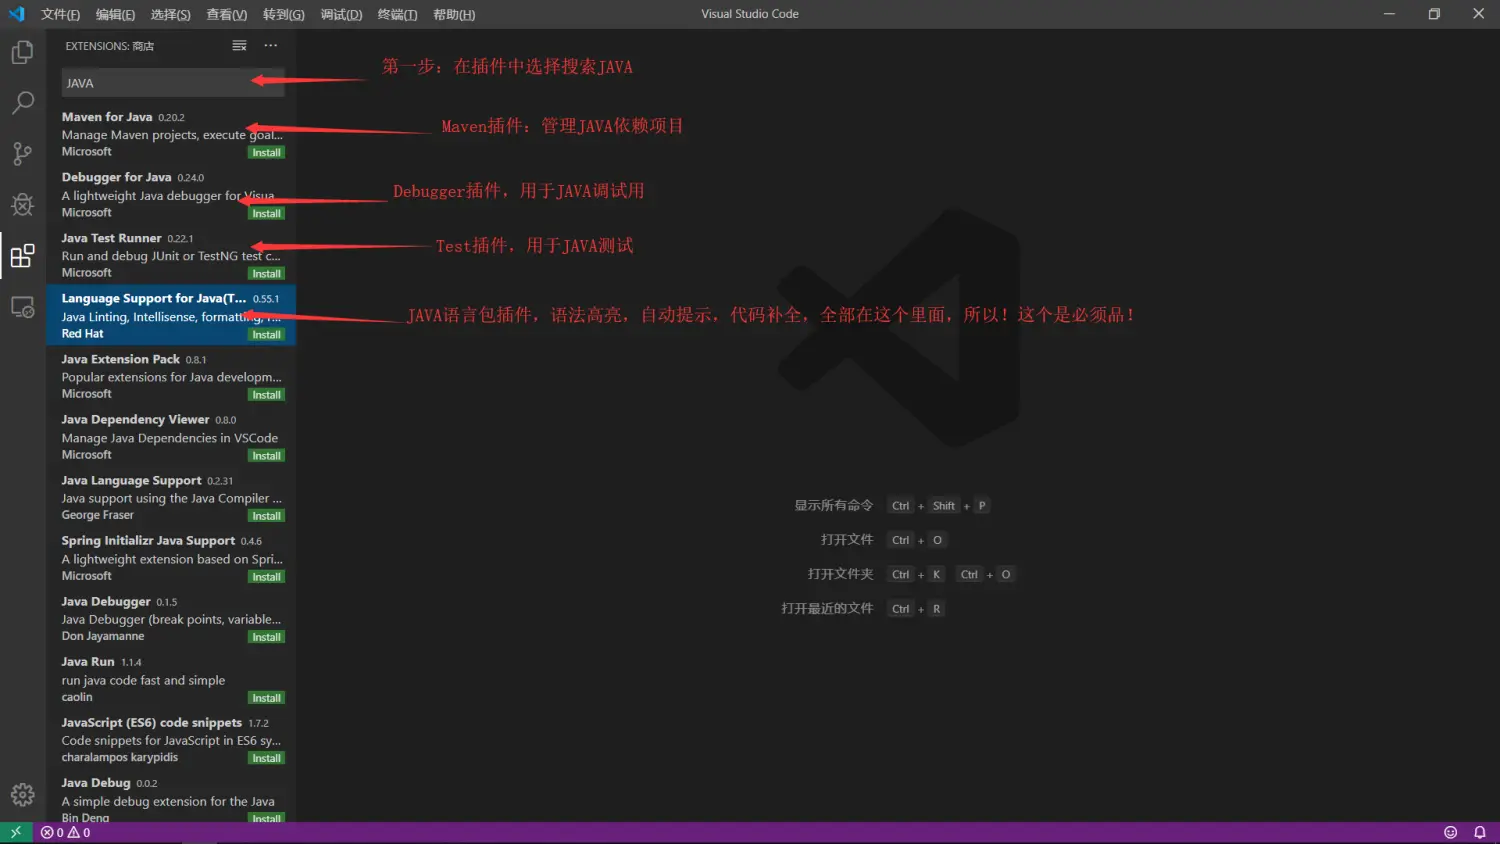 文件(F) 编辑(E) 选择(S) 查看(V) 转到(G) 调试(D) 终端(T) 帮助(H)
Visual Studio Code
EXTENSIONS: 商店
JAVA
第一步：在插件中选择搜索JAVA
Maven for Java 0.20.2
Manage Maven projects, execute goal...
Microsoft
Install
Maven插件：管理JAVA依赖项目
Debugger for Java 0.24.0
A lightweight Java debugger for Visua...
Microsoft
Install
Debugger插件，用于JAVA调试用
Java Test Runner 0.22.1
Run and debug JUnit or TestNG test c...
Microsoft
Install
Test插件，用于JAVA测试
Language Support for Java(T... 0.55.1
Java Linting, Intellisense, formatting, r...
Red Hat
Install
JAVA语言包插件，语法高亮，自动提示，代码补全，全部在这个里面，所以！这个是必须品！
Java Extension Pack 0.8.1
Popular extensions for Java developm...
Microsoft
Install
Java Dependency Viewer 0.8.0
Manage Java Dependencies in VSCode
Microsoft
Install
Java Language Support 0.2.31
Java support using the Java Compiler ...
George Fraser
Install
Spring Initializr Java Support 0.4.6
A lightweight extension based on Spri...
Microsoft
Install
Java Debugger 0.1.5
Java Debugger (break points, variable...
Don Jayamanne
Install
Java Run 1.1.4
run java code fast and simple
caolin
Install
JavaScript (ES6) code snippets 1.7.2
Code snippets for JavaScript in ES6 sy...
charalampos karypidis
Install
Java Debug 0.0.2
A simple debug extension for the Java
Bin Deng
Install
显示所有命令 Ctrl + Shift + P
打开文件 Ctrl + O
打开文件夹 Ctrl + K Ctrl + O
打开最近的文件 Ctrl + R
0 0